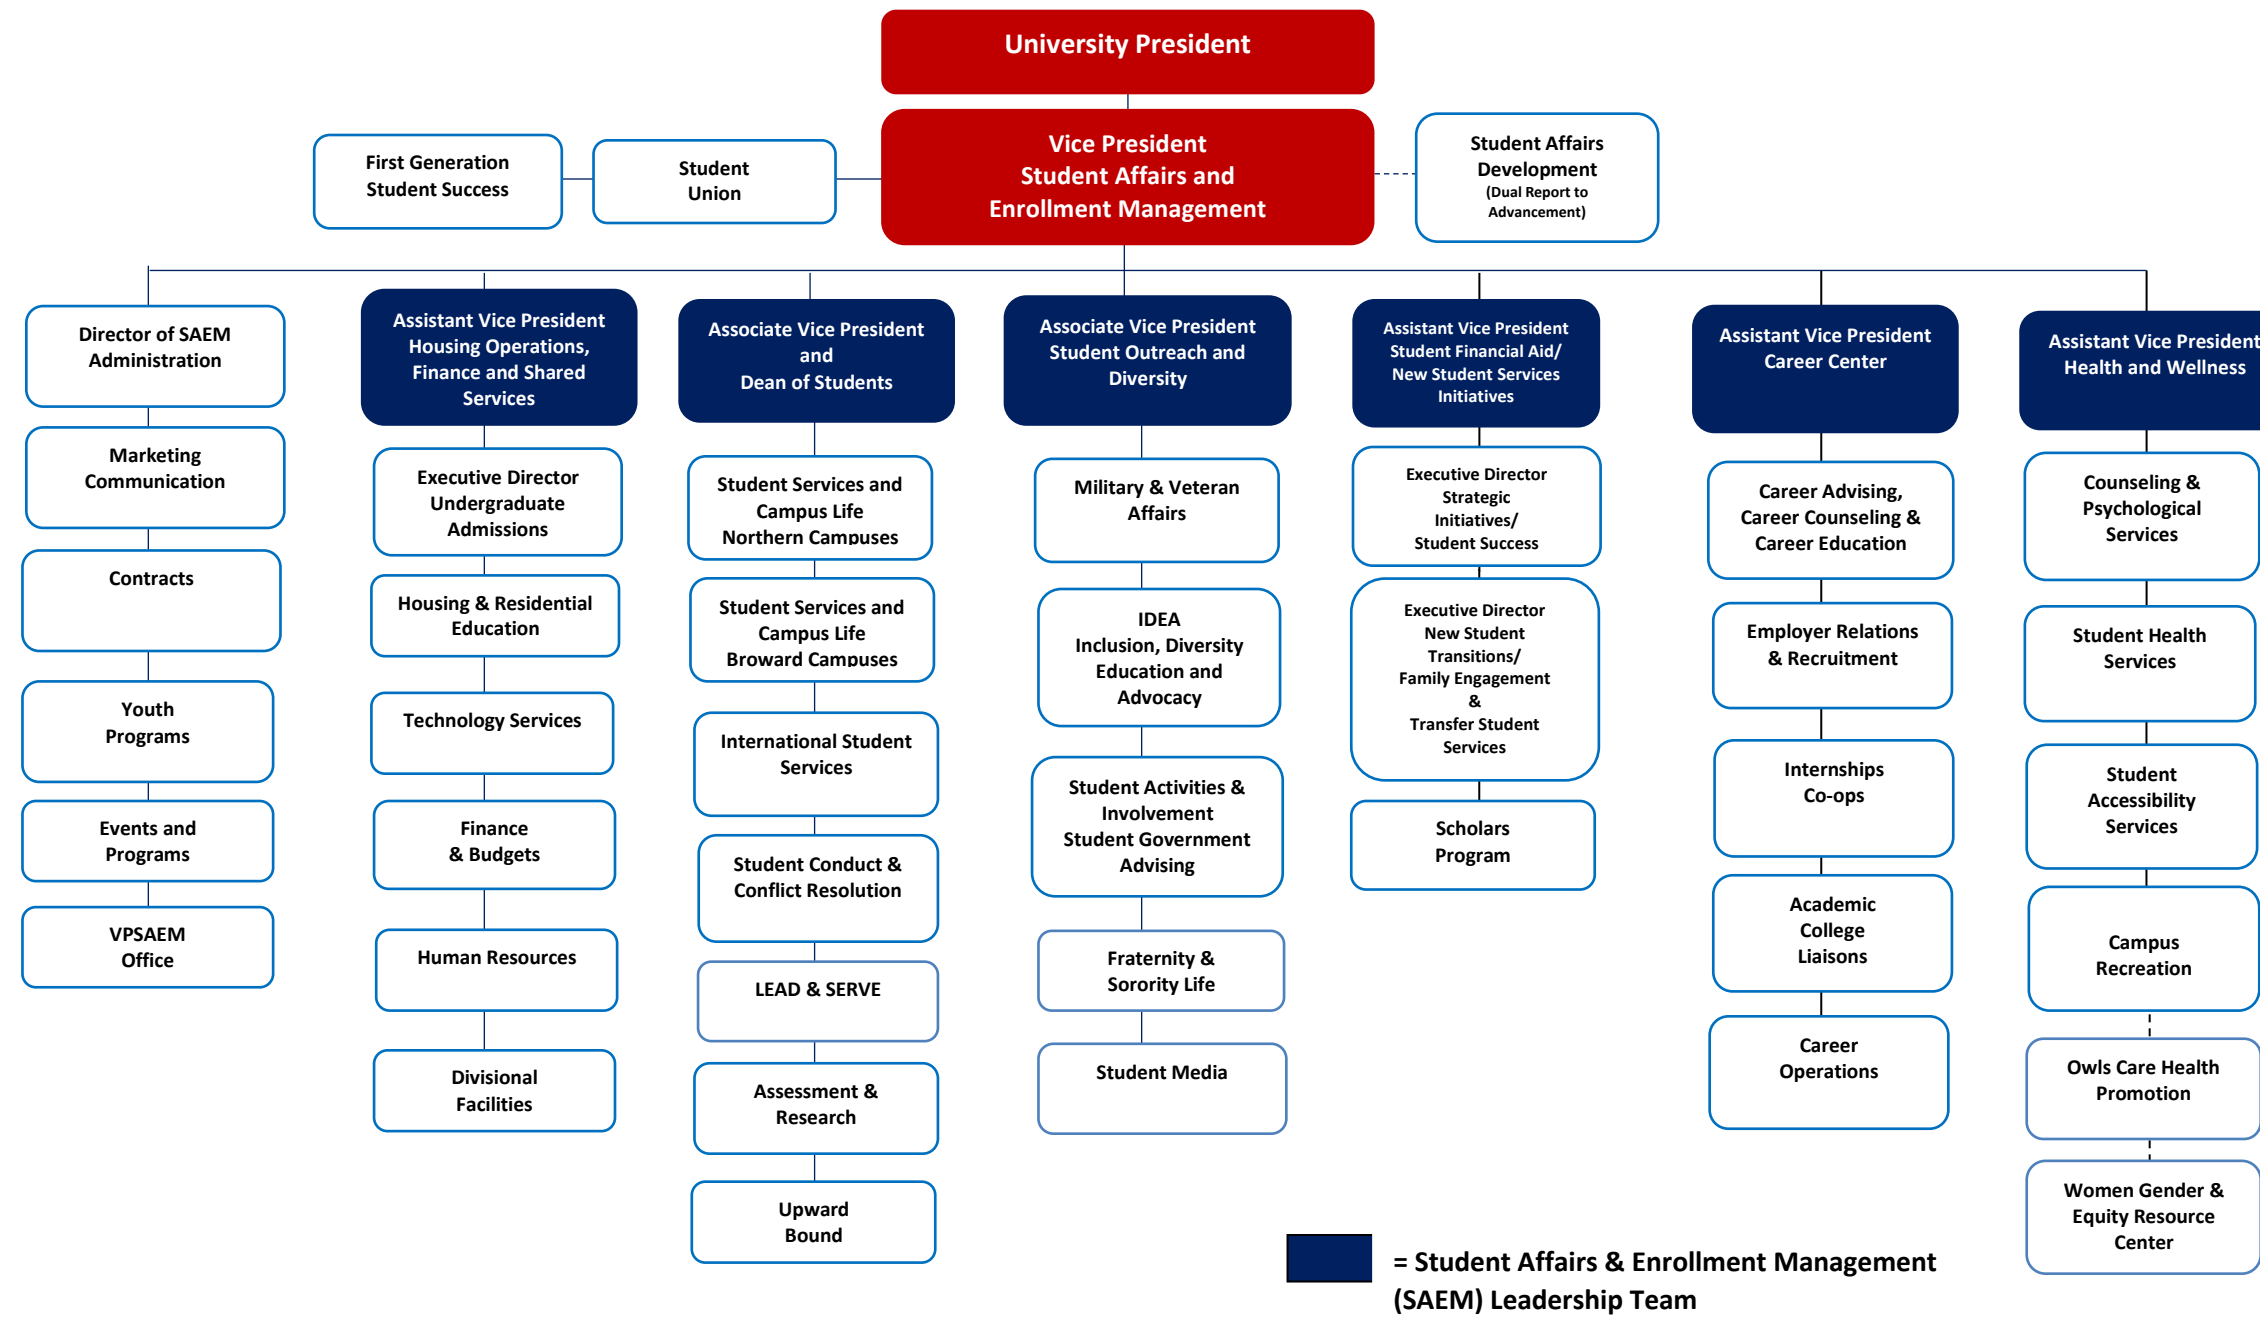 University President
Vice President
Student Affairs and
Enrollment Management
First Generation
Student Success
Student
Union
Student Affairs
Development
(Dual Report to
Advancement)
Director of SAEM
Administration
Marketing
Communication
Contracts
Youth
Programs
Events and
Programs
VPSAEM
Office
Assistant Vice President
Housing Operations,
Finance and Shared
Services
Executive Director
Undergraduate
Admissions
Housing & Residential
Education
Technology Services
Finance
& Budgets
Human Resources
Divisional
Facilities
Associate Vice President
and
Dean of Students
Student Services and
Campus Life
Northern Campuses
Student Services and
Campus Life
Broward Campuses
International Student
Services
Student Conduct &
Conflict Resolution
LEAD & SERVE
Assessment &
Research
Upward
Bound
Associate Vice President
Student Outreach and
Diversity
Military & Veteran
Affairs
IDEA
Inclusion, Diversity
Education and
Advocacy
Student Activities &
Involvement
Student Government
Advising
Fraternity &
Sorority Life
Student Media
Assistant Vice President
Student Financial Aid/
New Student Services
Initiatives
Executive Director
Strategic
Initiatives/
Student Success
Executive Director
New Student
Transitions/
Family Engagement
&
Transfer Student
Services
Scholars
Program
Assistant Vice President
Career Center
Career Advising,
Career Counseling &
Career Education
Employer Relations
& Recruitment
Internships
Co-ops
Academic
College
Liaisons
Career
Operations
Assistant Vice President
Health and Wellness
Counseling &
Psychological
Services
Student Health
Services
Student
Accessibility
Services
Campus
Recreation
Owls Care Health
Promotion
Women Gender &
Equity Resource
Center
= Student Affairs & Enrollment Management
(SAEM) Leadership Team